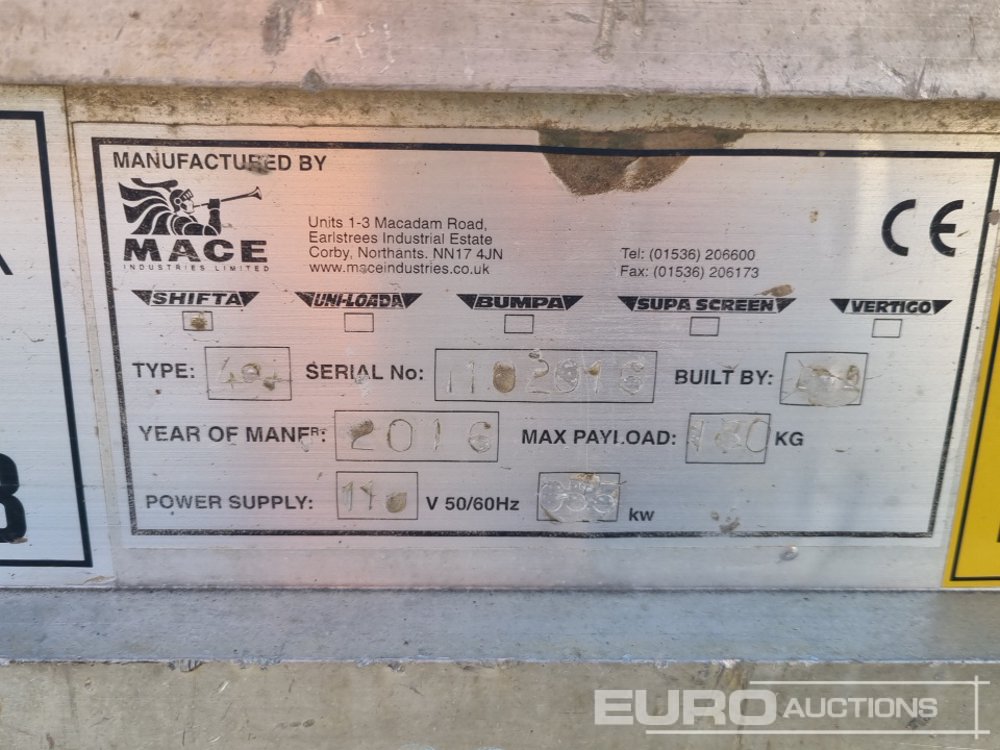 MANUFACTURED BY
MACE
INDUSTRIES LIMITED
Units 1-3 Macadam Road,
Earlstrees Industrial Estate
Corby, Northants. NN17 4JN
www.maceindustries.co.uk
Tel: (01536) 206600
Fax: (01536) 206173
CE
SHIFTA UNI-LOADA BUMPA SUPA SCREEN VERTIGO
TYPE: SERIAL No: BUILT BY:
YEAR OF MANFRT: 2016 MAX PAYLOAD: KG
POWER SUPPLY: 110 V 50/60Hz kw
EURO AUCTIONS